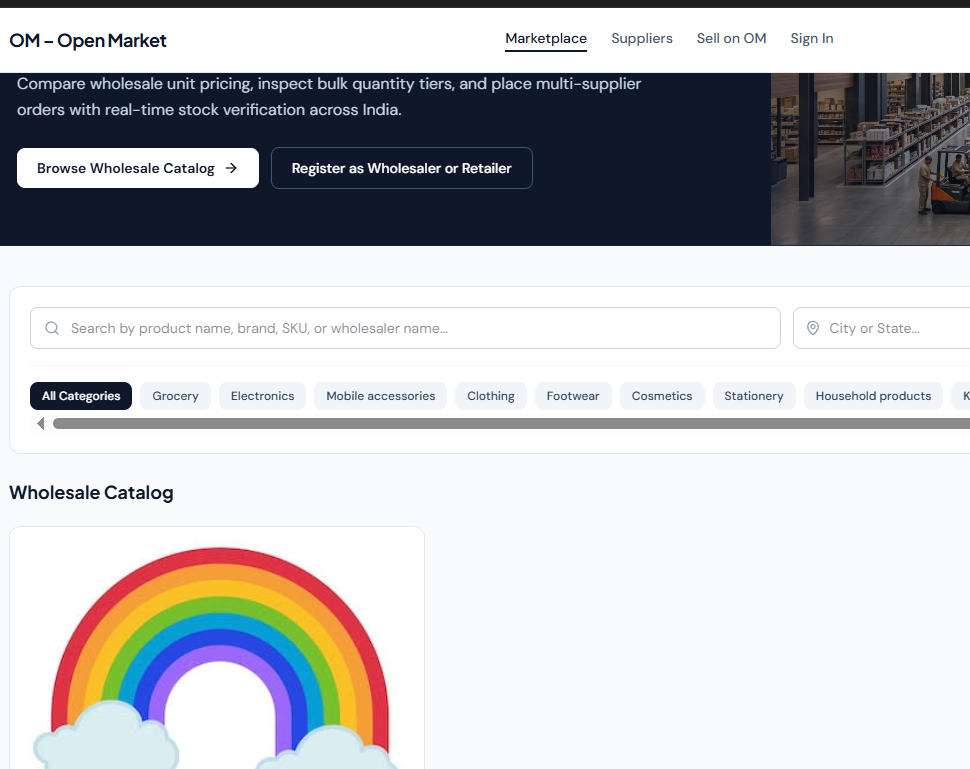 OM – Open Market
Marketplace
Suppliers
Sell on OM
Sign In
Compare wholesale unit pricing, inspect bulk quantity tiers, and place multi-supplier
orders with real-time stock verification across India.
Browse Wholesale Catalog →
Register as Wholesaler or Retailer
Search by product name, brand, SKU, or wholesaler name...
City or State...
All Categories
Grocery
Electronics
Mobile accessories
Clothing
Footwear
Cosmetics
Stationery
Household products
K
Wholesale Catalog